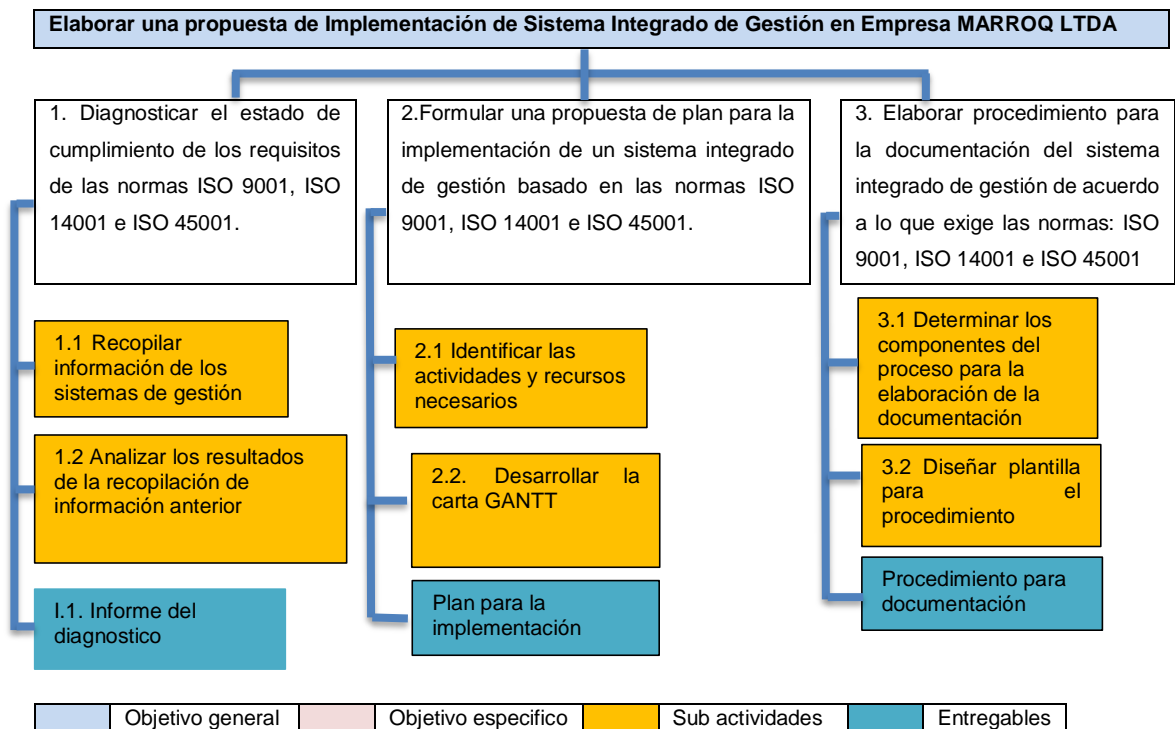 Elaborar una propuesta de Implementación de Sistema Integrado de Gestión en Empresa MARROQ LTDA
1. Diagnosticar el estado de
cumplimiento de los requisitos
de las normas ISO 9001, ISO
14001 e ISO 45001.
1.1 Recopilar
información de los
sistemas de gestión
1.2 Analizar los resultados
de la recopilación de
información anterior
I.1. Informe del
diagnostico
2.Formular una propuesta de plan para la
implementación de un sistema integrado
de gestión basado en las normas ISO
9001, ISO 14001 e ISO 45001.
2.1 Identificar las
actividades y recursos
necesarios
2.2. Desarrollar la
carta GANTT
Plan para la
implementación
3. Elaborar procedimiento para
la documentación del sistema
integrado de gestión de acuerdo
a lo que exige las normas: ISO
9001, ISO 14001 e ISO 45001
3.1 Determinar los
componentes del
proceso para la
elaboración de la
documentación
3.2 Diseñar plantilla
para el
procedimiento
Procedimiento para
documentación
Objetivo general Objetivo especifico Sub actividades Entregables